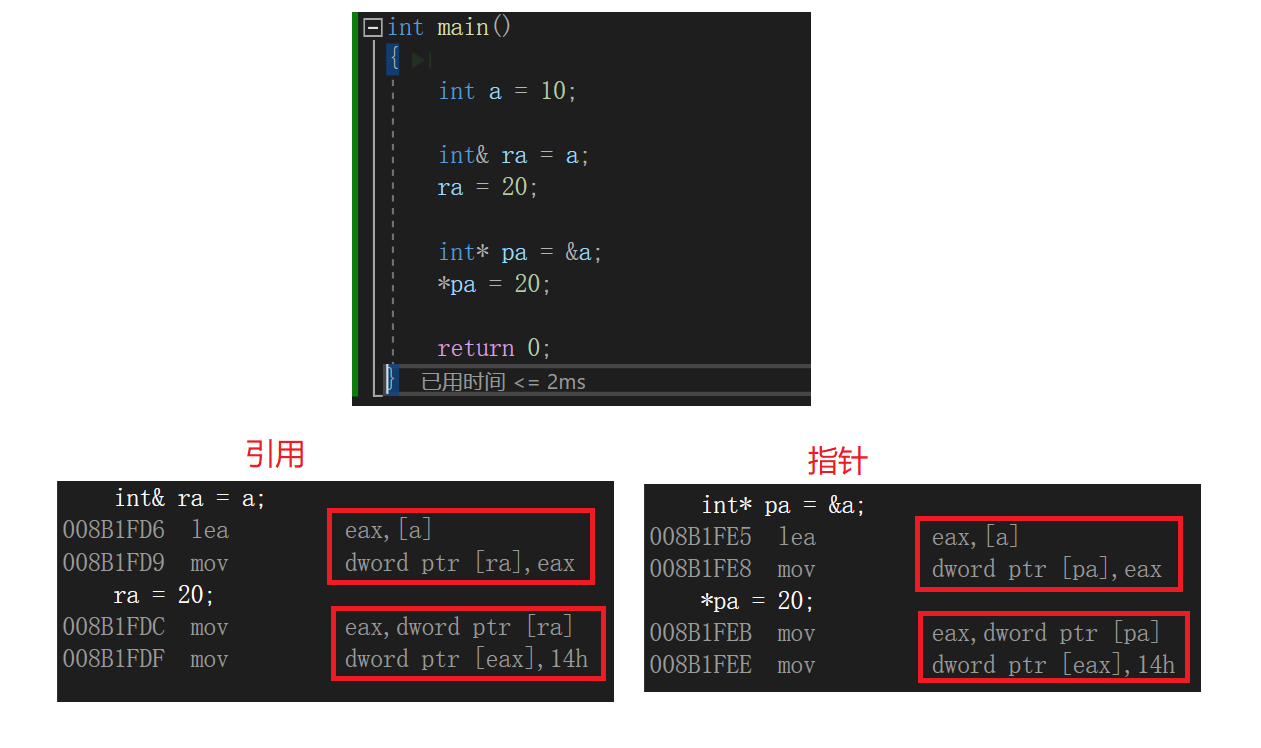 int main()
{
int a = 10;
int& ra = a;
ra = 20;
int* pa = &a;
*pa = 20;
return 0;
} 已用时间 <= 2ms
引用
int& ra = a;
008B1FD6 lea eax,[a]
008B1FD9 mov dword ptr [ra],eax
ra = 20;
008B1FDC mov eax,dword ptr [ra]
008B1FDF mov dword ptr [eax],14h
指针
int* pa = &a;
008B1FE5 lea eax,[a]
008B1FE8 mov dword ptr [pa],eax
*pa = 20;
008B1FEB mov eax,dword ptr [pa]
008B1FEE mov dword ptr [eax],14h